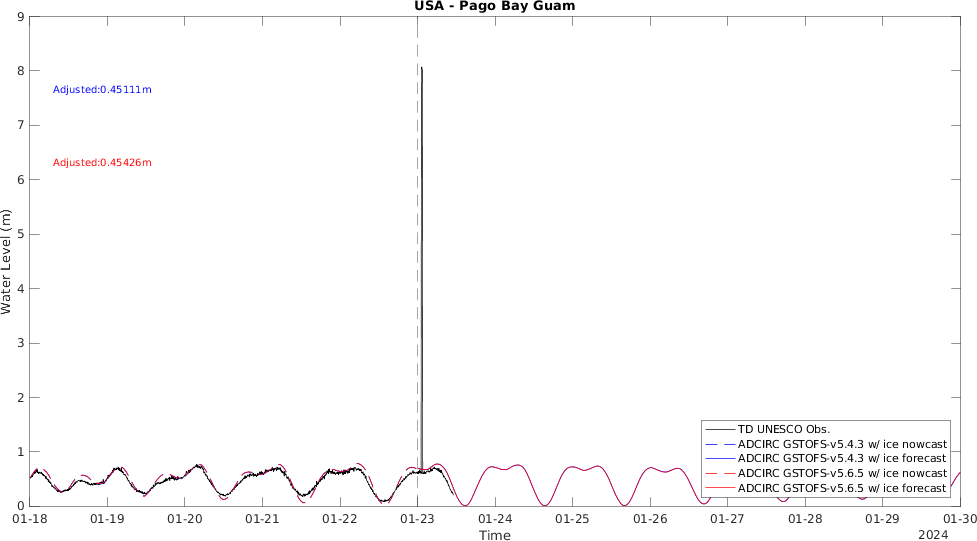 USA - Pago Bay Guam
9
8
7
6
5
4
3
2
1
0
Water Level (m)
Adjusted:0.45111m
Adjusted:0.45426m
TD UNESCO Obs.
ADCIRC GSTOFS-v5.4.3 w/ ice nowcast
ADCIRC GSTOFS-v5.4.3 w/ ice forecast
ADCIRC GSTOFS-v5.6.5 w/ ice nowcast
ADCIRC GSTOFS-v5.6.5 w/ ice forecast
01-18 01-19 01-20 01-21 01-22 01-23 01-24 01-25 01-26 01-27 01-28 01-29 01-30
Time
2024